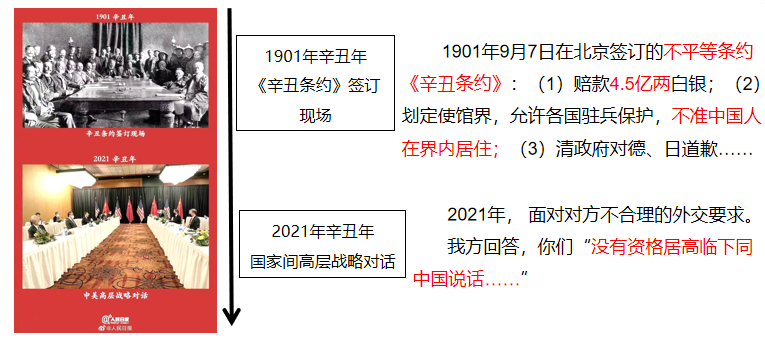 1901 辛丑年
辛丑条约签订现场
2021 辛丑年
中美高层战略对话
@人民日报
@人民日报
1901年辛丑年
《辛丑条约》签订
现场
1901年9月7日在北京签订的不平等条约
《辛丑条约》：（1）赔款4.5亿两白银；（2）
划定使馆界，允许各国驻兵保护，不准中国人
在界内居住；（3）清政府对德、日道歉……
2021年辛丑年
国家间高层战略对话
2021年， 面对对方不合理的外交要求。
我方回答，你们“没有资格居高临下同
中国说话……”